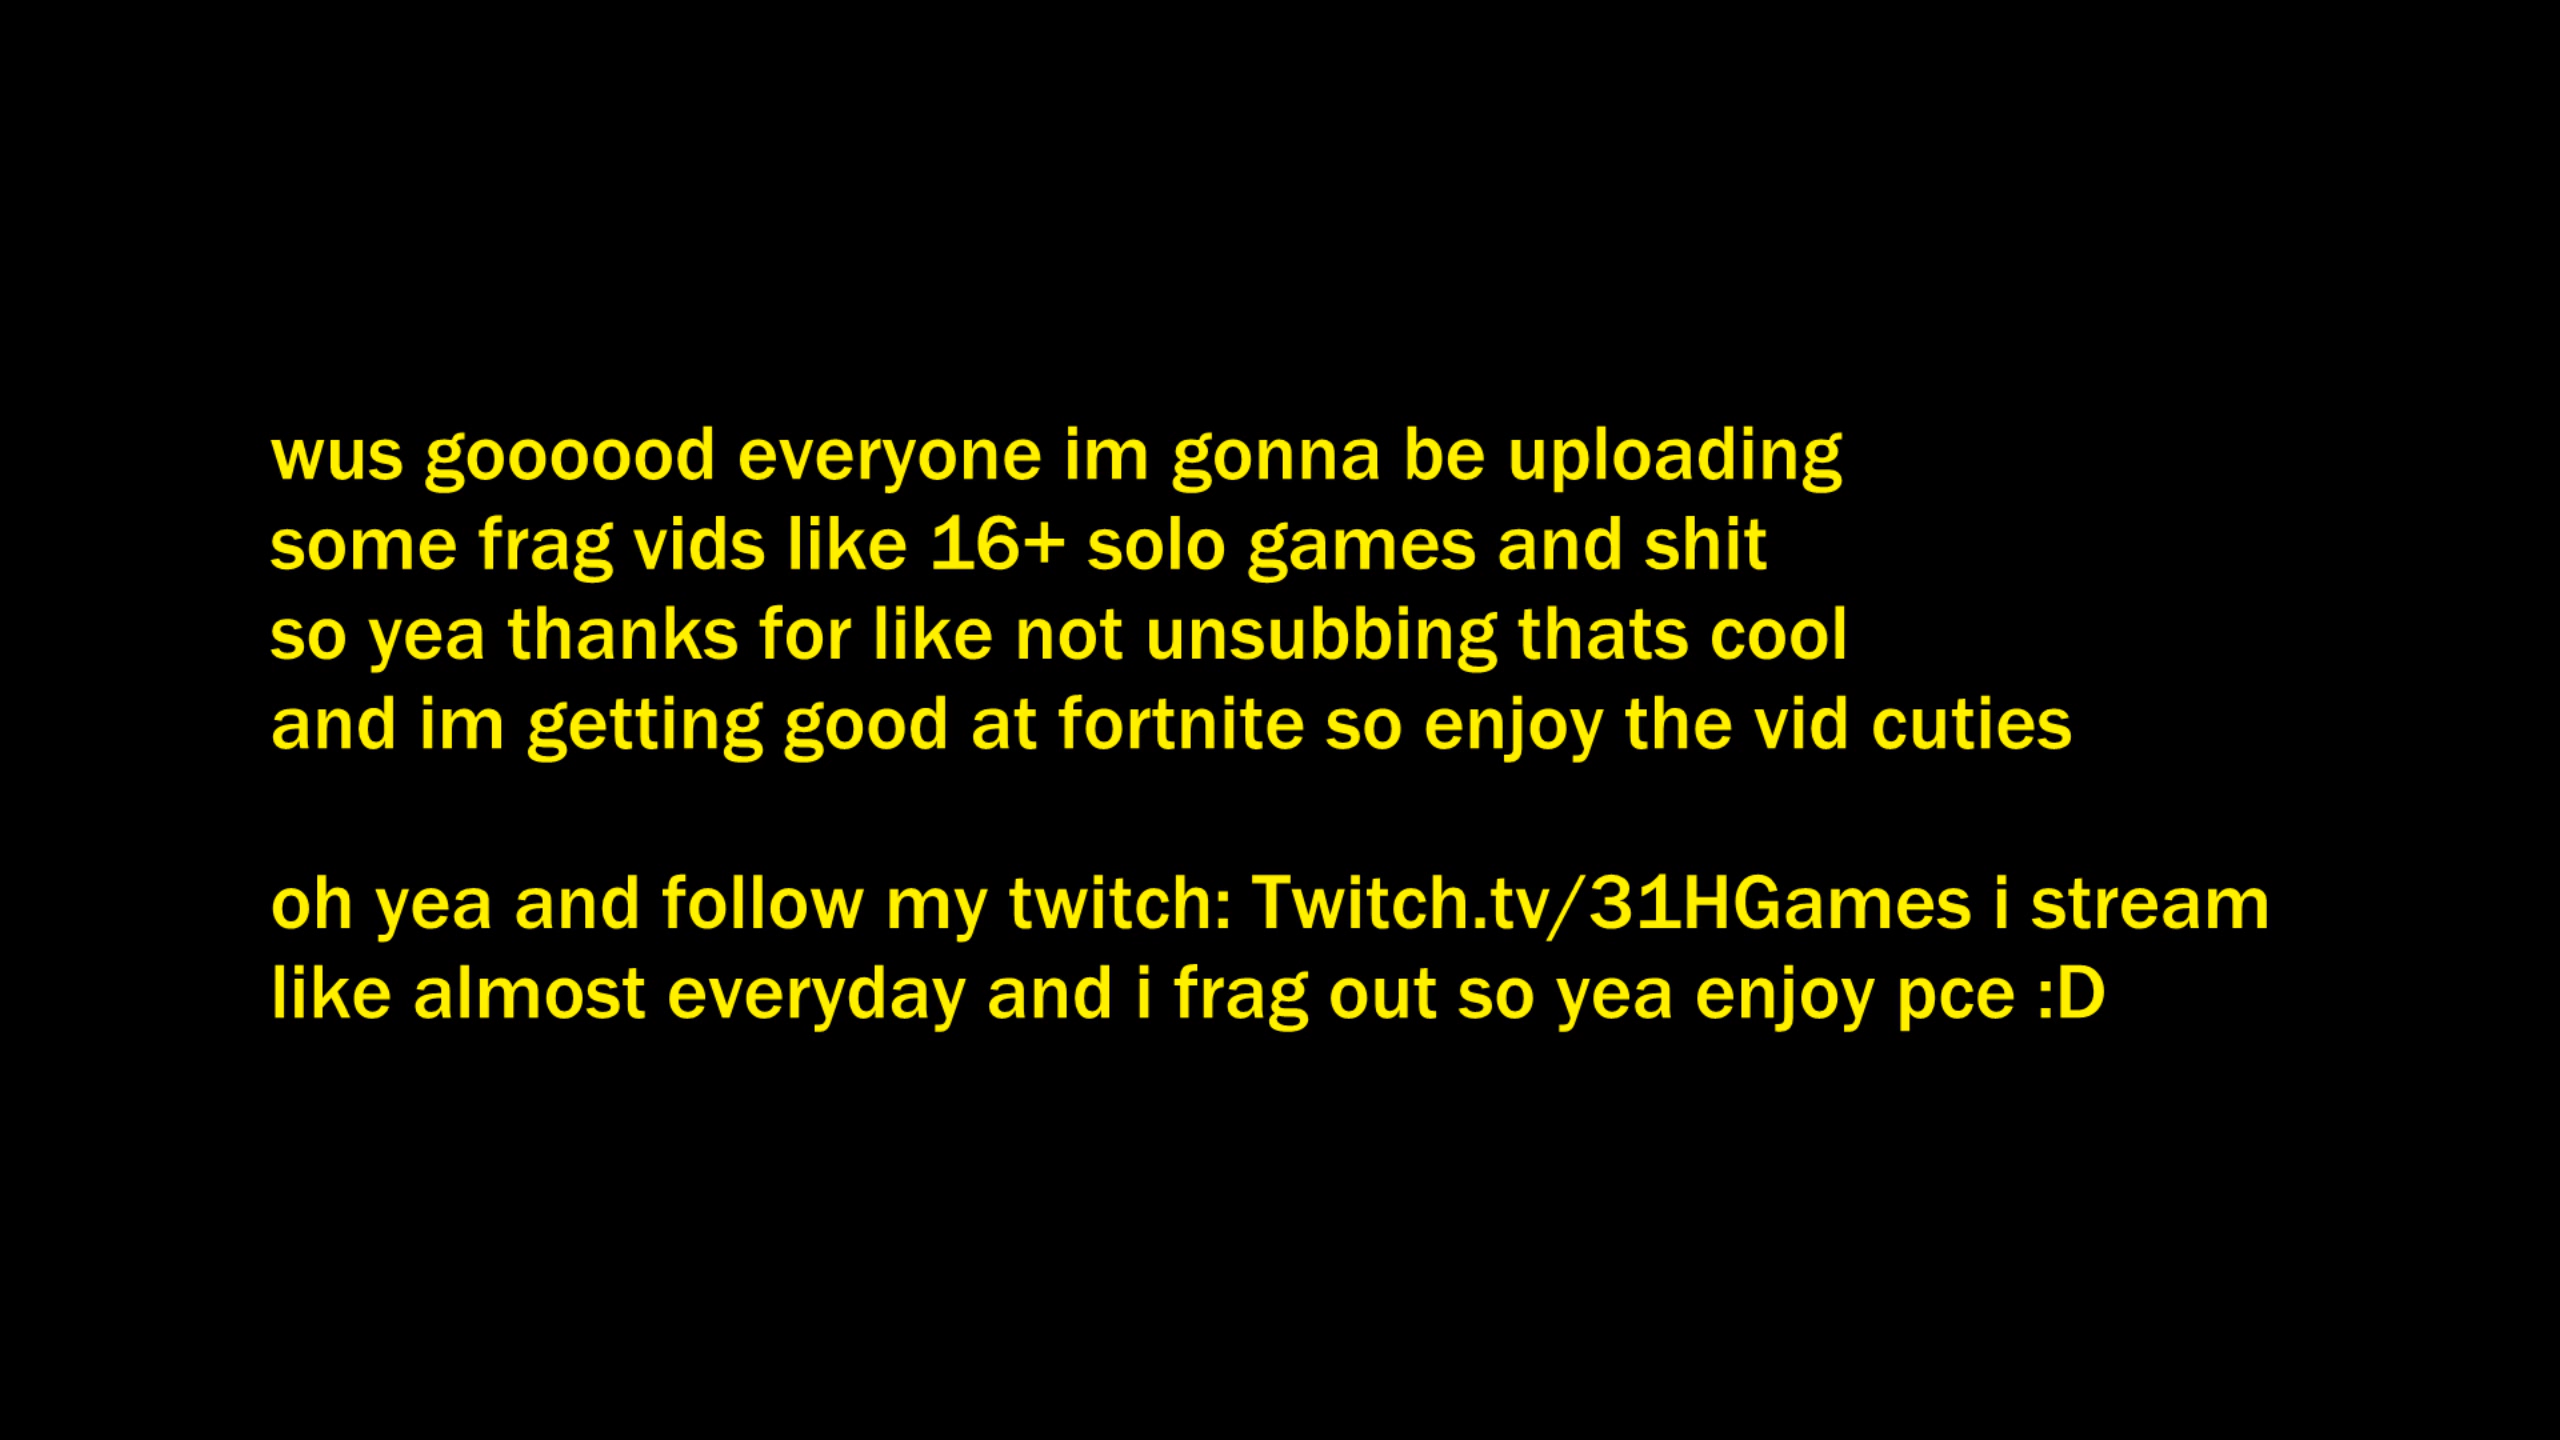 wus goooood everyone im gonna be uploading
some frag vids like 16+ solo games and shit
so yea thanks for like not unsubbing thats cool
and im getting good at fortnite so enjoy the vid cuties
oh yea and follow my twitch: Twitch.tv/31HGames i stream
like almost everyday and i frag out so yea enjoy pce :D